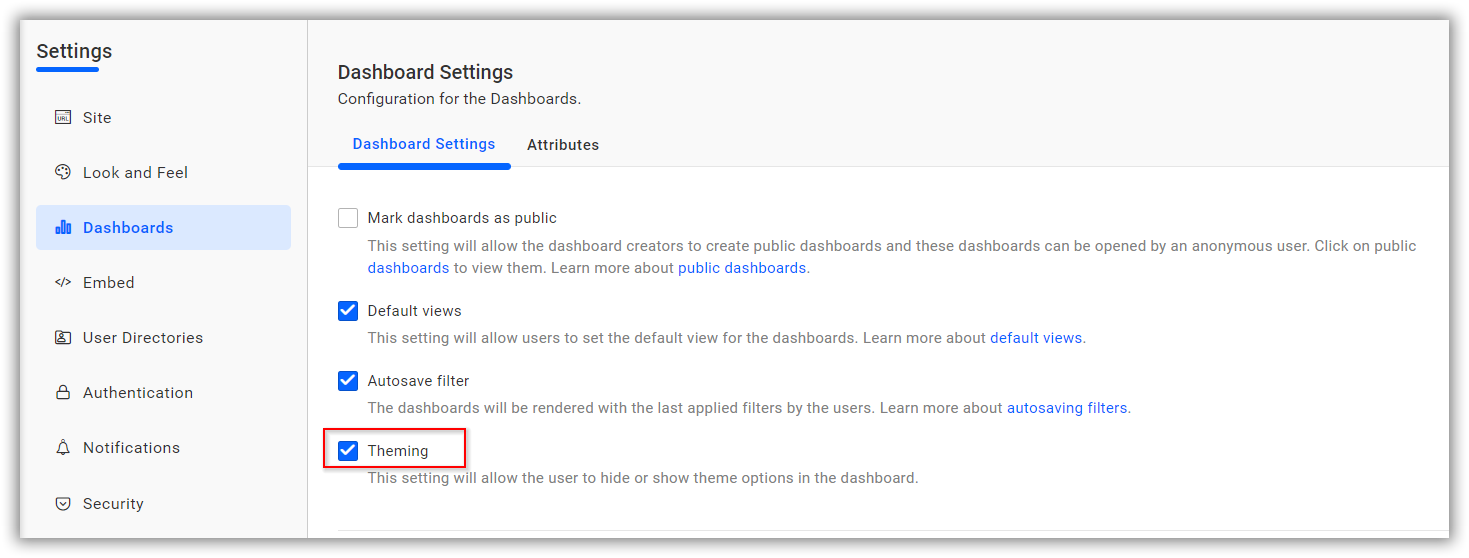 Settings
Site
Look and Feel
Dashboards
Embed
User Directories
Authentication
Notifications
Security
Dashboard Settings
Configuration for the Dashboards.
Dashboard Settings
Attributes
Mark dashboards as public
This setting will allow the dashboard creators to create public dashboards and these dashboards can be opened by an anonymous user. Click on public
dashboards to view them. Learn more about public dashboards.
Default views
This setting will allow users to set the default view for the dashboards. Learn more about default views.
Autosave filter
The dashboards will be rendered with the last applied filters by the users. Learn more about autosaving filters.
Theming
This setting will allow the user to hide or show theme options in the dashboard.